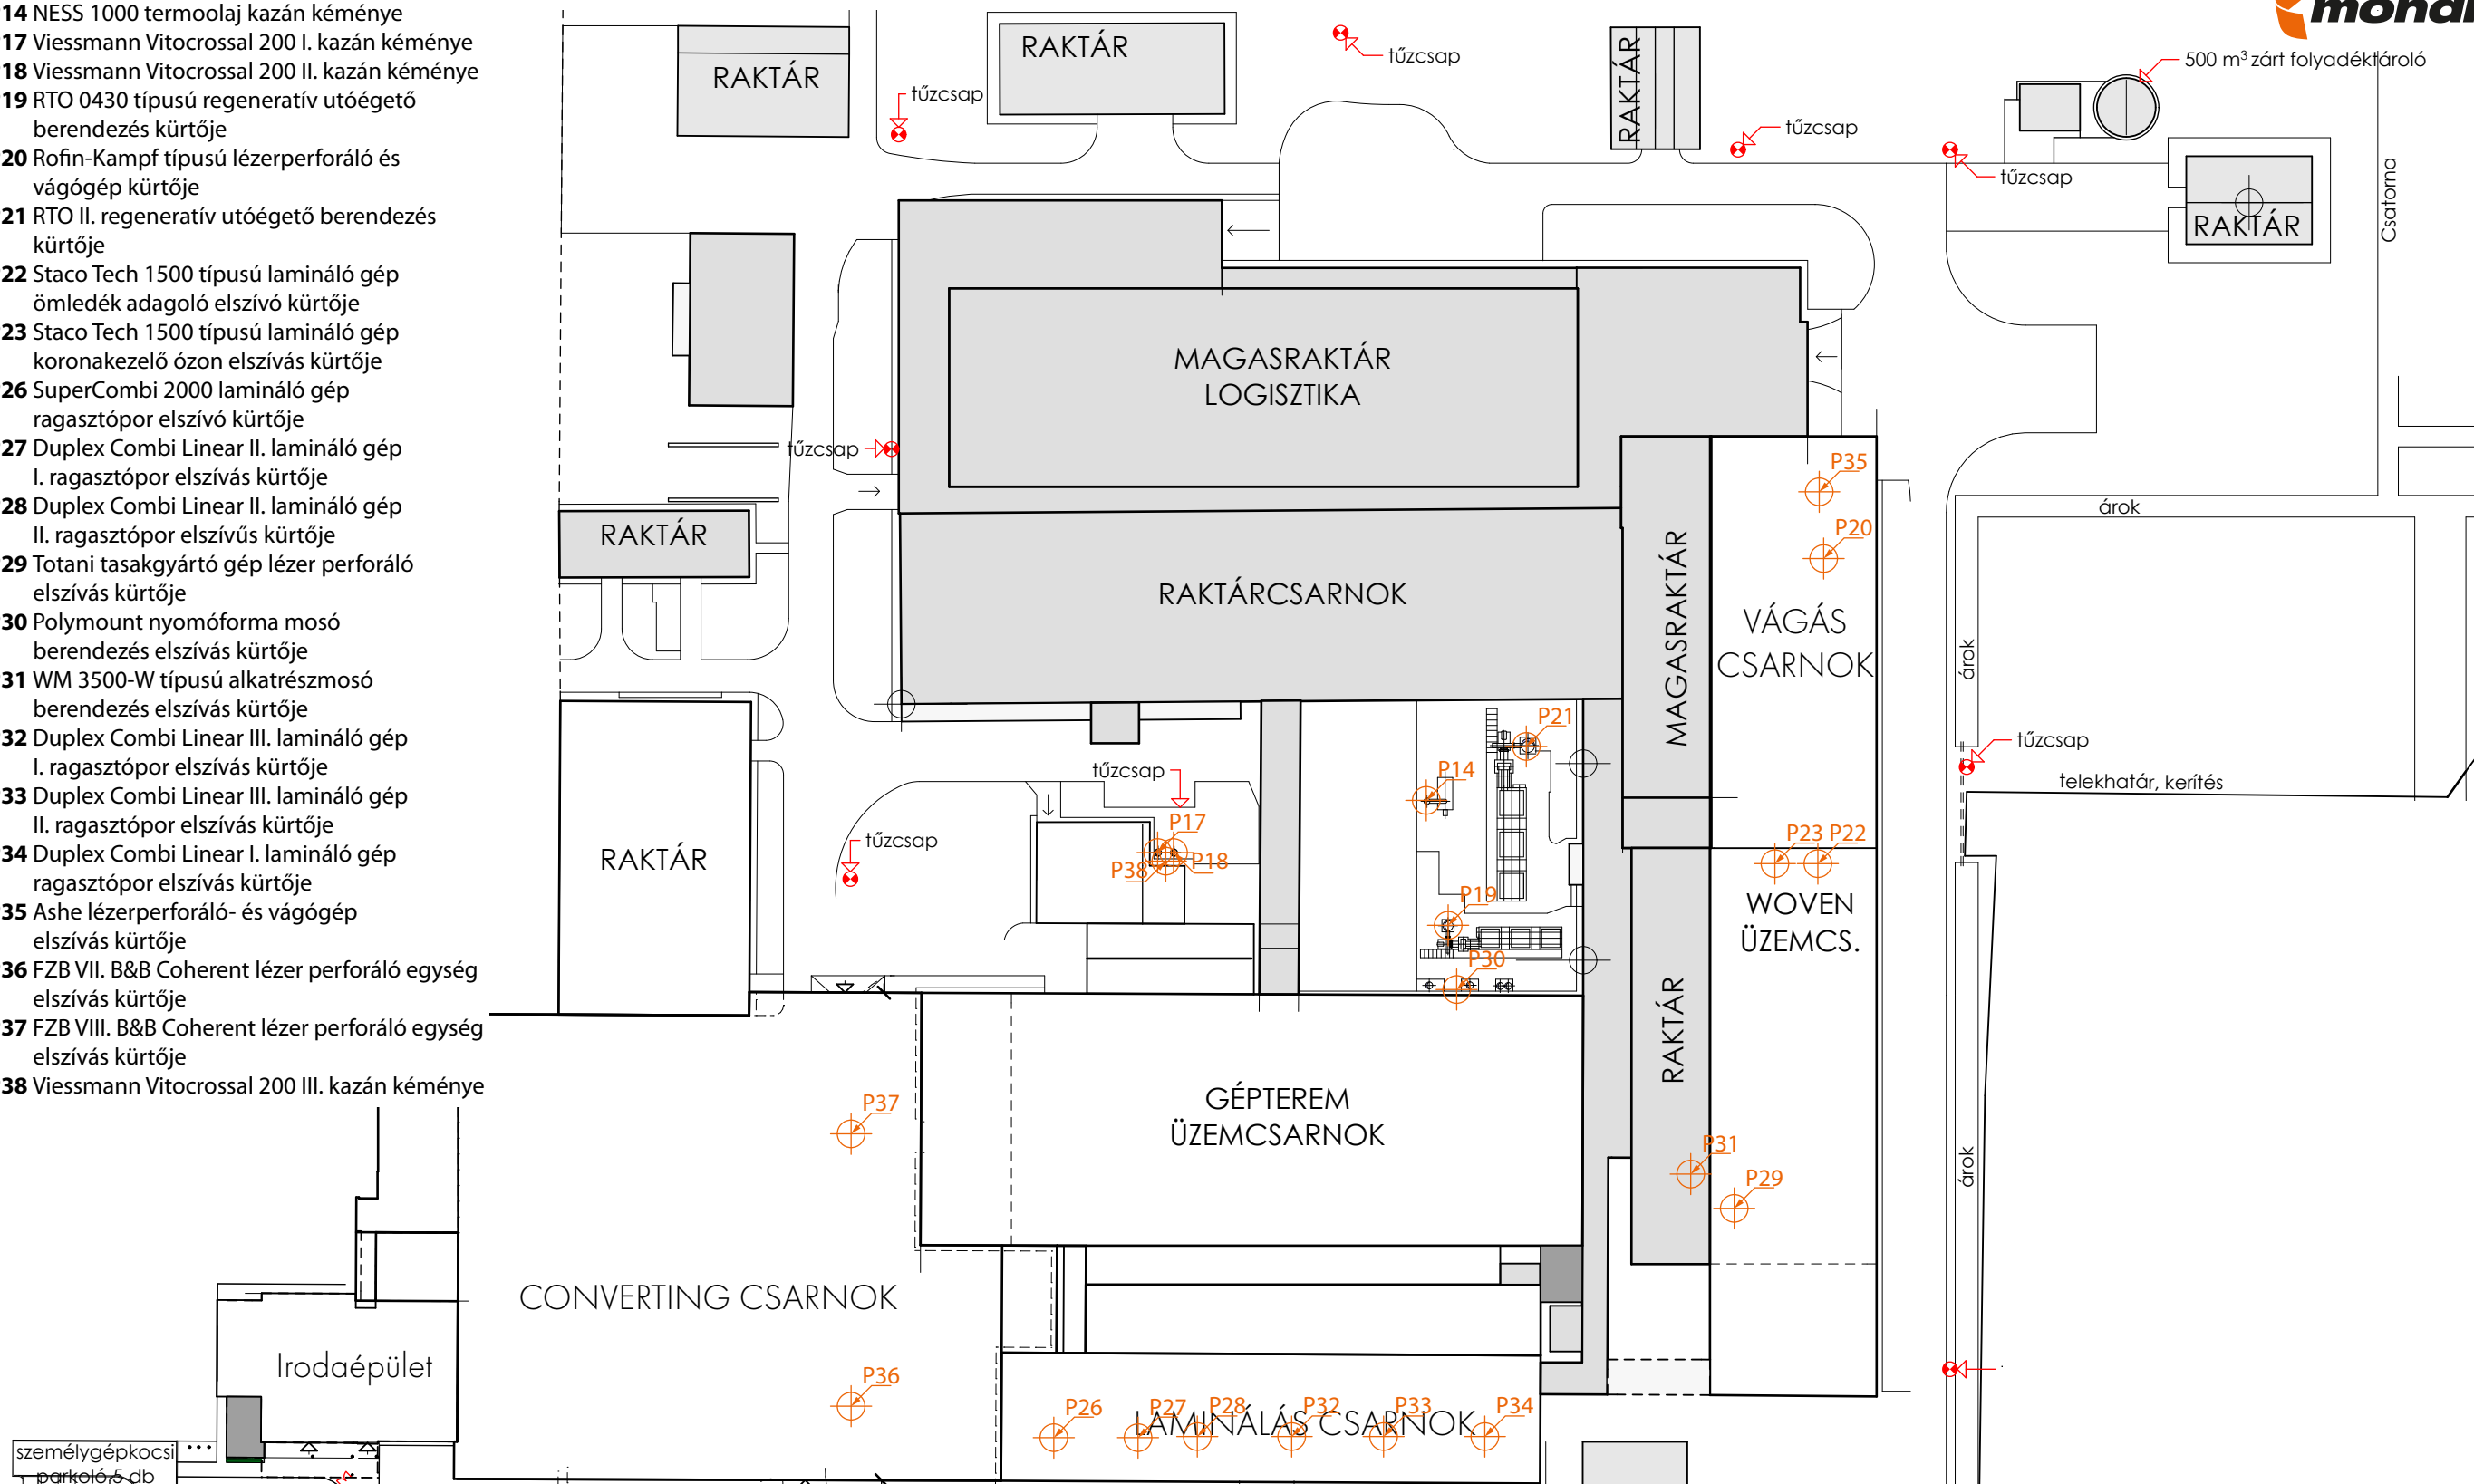 14 NESS 1000 termoolaj kazán kéménye
17 Viessmann Vitocrossal 200 I. kazán kéménye
18 Viessmann Vitocrossal 200 II. kazán kéménye
19 RTO 0430 típusú regeneratív utóégető
berendezés kürtője
20 Rofin-Kampf típusú lézerperforáló és
vágógép kürtője
21 RTO II. regeneratív utóégető berendezés
kürtője
22 Staco Tech 1500 típusú lamináló gép
ömledék adagoló elszívó kürtője
23 Staco Tech 1500 típusú lamináló gép
koronakezelő ózon elszívás kürtője
26 SuperCombi 2000 lamináló gép
ragasztópor elszívó kürtője
27 Duplex Combi Linear II. lamináló gép
I. ragasztópor elszívás kürtője
28 Duplex Combi Linear II. lamináló gép
II. ragasztópor elszívűs kürtője
29 Totani tasakgyártó gép lézer perforáló
elszívás kürtője
30 Polymount nyomóforma mosó
berendezés elszívás kürtője
31 WM 3500-W típusú alkatrészmosó
berendezés elszívás kürtője
32 Duplex Combi Linear III. lamináló gép
I. ragasztópor elszívás kürtője
33 Duplex Combi Linear III. lamináló gép
II. ragasztópor elszívás kürtője
34 Duplex Combi Linear I. lamináló gép
ragasztópor elszívás kürtője
35 Ashe lézerperforáló- és vágógép
elszívás kürtője
36 FZB VII. B&B Coherent lézer perforáló egység
elszívás kürtője
37 FZB VIII. B&B Coherent lézer perforáló egység
elszívás kürtője
38 Viessmann Vitocrossal 200 III. kazán kéménye
mondi
RAKTÁR
RAKTÁR
tűzcsap
tűzcsap
RAKTÁR
500 m³ zárt folyadéktároló
tűzcsap
tűzcsap
RAKTÁR
Csatorna
MAGASRAKTÁR
LOGISZTIKA
tűzcsap
P35
P20
árok
RAKTÁR
RAKTÁRCSARNOK
MAGASRAKTÁR
VÁGÁS
CSARNOK
árok
P21
tűzcsap
P14
tűzcsap
telekhatár, kerítés
P17
P18
P38
tűzcsap
RAKTÁR
P23 P22
P19
WOVEN
ÜZEMCS.
P30
RAKTÁR
P37
GÉPTEREM
ÜZEMCSARNOK
P31
P29
árok
CONVERTING CSARNOK
Irodaépület
P36
P26
P27
P28
P32
P33
P34
LAMINÁLÁS CSARNOK
személygépkocsi
parkoló 5 db